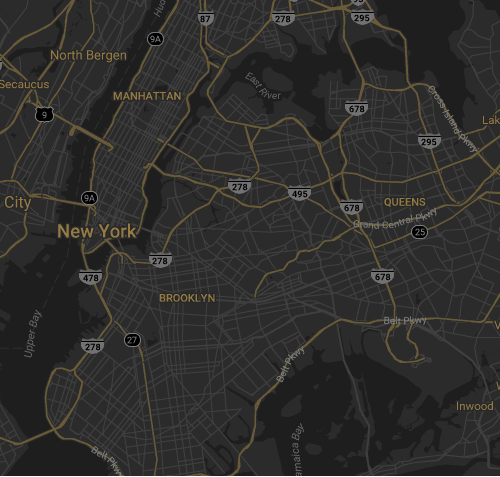 Hud
87
278
295
9A
North Bergen
Secaucus
MANHATTAN
East River
9
678
Cross Island Pkwy
Lak
295
278
495
City
9A
678
QUEENS
Grand Central Pkwy
25
New York
278
478
678
BROOKLYN
Upper Bay
27
278
Belt Pkwy
Belt Pkwy
Inwood
Belt Pkwy
amaica Bay